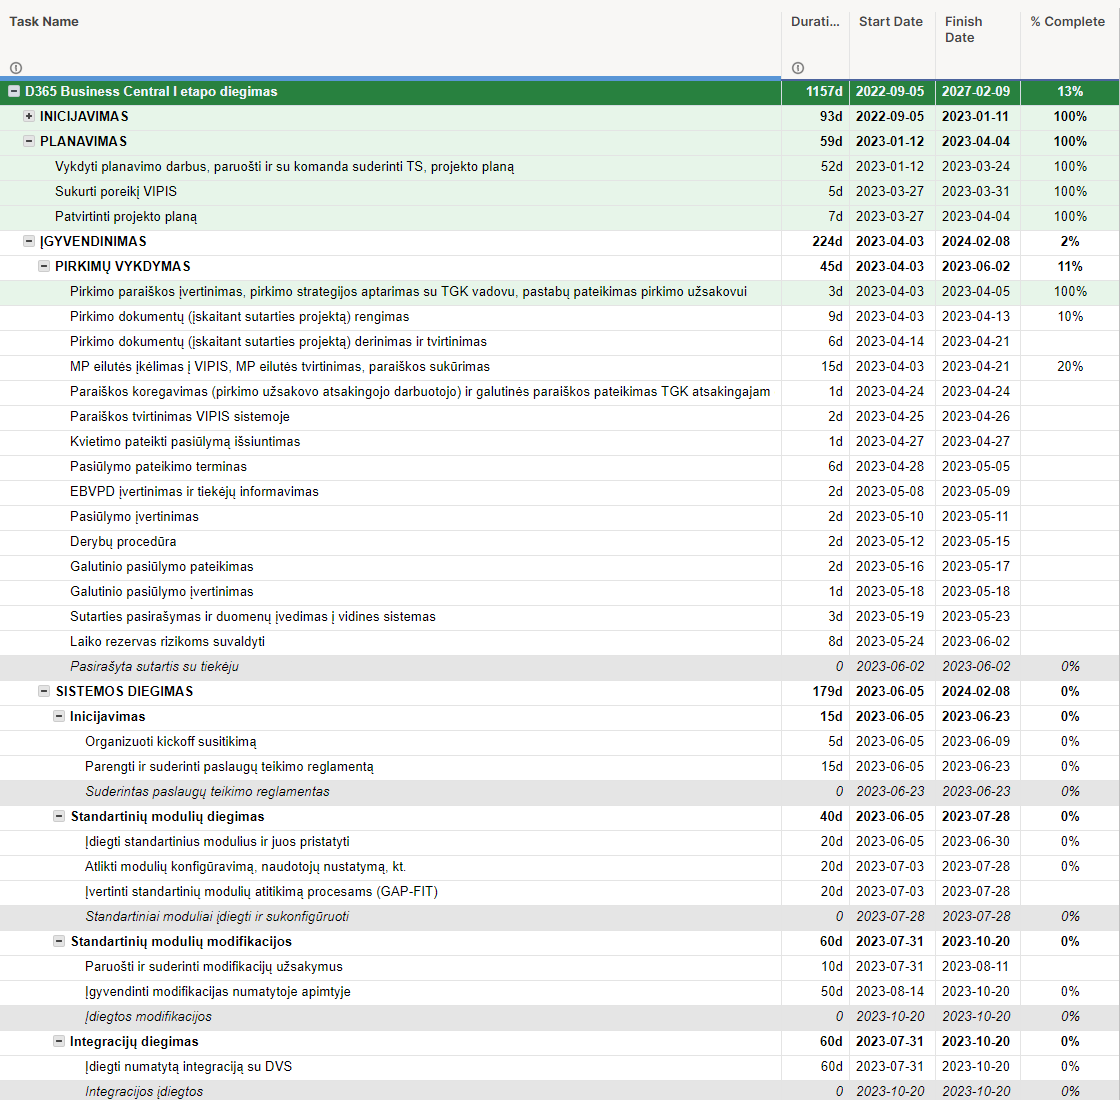 Task Name Durati... Start Date Finish Date % Complete
D365 Business Central I etapo diegimas 1157d 2022-09-05 2027-02-09 13%
INICIJAVIMAS 93d 2022-09-05 2023-01-11 100%
PLANAVIMAS 59d 2023-01-12 2023-04-04 100%
Vykdyti planavimo darbus, paruošti ir su komanda suderinti TS, projekto planą 52d 2023-01-12 2023-03-24 100%
Sukurti poreikį VIPIS 5d 2023-03-27 2023-03-31 100%
Patvirtinti projekto planą 7d 2023-03-27 2023-04-04 100%
ĮGYVENDINIMAS 224d 2023-04-03 2024-02-08 2%
PIRKIMŲ VYKDYMAS 45d 2023-04-03 2023-06-02 11%
Pirkimo paraiškos įvertinimas, pirkimo strategijos aptarimas su TGK vadovu, pastabų pateikimas pirkimo užsakovui 3d 2023-04-03 2023-04-05 100%
Pirkimo dokumentų (įskaitant sutarties projektą) rengimas 9d 2023-04-03 2023-04-13 10%
Pirkimo dokumentų (įskaitant sutarties projektą) derinimas ir tvirtinimas 6d 2023-04-14 2023-04-21
MP eilutės įkėlimas į VIPIS, MP eilutės tvirtinimas, paraiškos sukūrimas 15d 2023-04-03 2023-04-21 20%
Paraiškos koregavimas (pirkimo užsakovo atsakingojo darbuotojo) ir galutinės paraiškos pateikimas TGK atsakingajam 1d 2023-04-24 2023-04-24
Paraiškos tvirtinimas VIPIS sistemoje 2d 2023-04-25 2023-04-26
Kvietimo pateikti pasiūlymą išsiuntimas 1d 2023-04-27 2023-04-27
Pasiūlymo pateikimo terminas 6d 2023-04-28 2023-05-05
EBVPD įvertinimas ir tiekėjų informavimas 2d 2023-05-08 2023-05-09
Pasiūlymo įvertinimas 2d 2023-05-10 2023-05-11
Derybų procedūra 2d 2023-05-12 2023-05-15
Galutinio pasiūlymo pateikimas 2d 2023-05-16 2023-05-17
Galutinio pasiūlymo įvertinimas 1d 2023-05-18 2023-05-18
Sutarties pasirašymas ir duomenų įvedimas į vidines sistemas 3d 2023-05-19 2023-05-23
Laiko rezervas rizikoms suvaldyti 8d 2023-05-24 2023-06-02
Pasirašyta sutartis su tiekėju 0 2023-06-02 2023-06-02 0%
SISTEMOS DIEGIMAS 179d 2023-06-05 2024-02-08 0%
Inicijavimas 15d 2023-06-05 2023-06-23 0%
Organizuoti kickoff susitikimą 5d 2023-06-05 2023-06-09 0%
Parengti ir suderinti paslaugų teikimo reglamentą 15d 2023-06-05 2023-06-23 0%
Suderintas paslaugų teikimo reglamentas 0 2023-06-23 2023-06-23 0%
Standartinių modulių diegimas 40d 2023-06-05 2023-07-28 0%
Įdiegti standartinius modulius ir juos pristatyti 20d 2023-06-05 2023-06-30 0%
Atlikti modulių konfigūravimą, naudotojų nustatymą, kt. 20d 2023-07-03 2023-07-28 0%
Įvertinti standartinių modulių atitikimą procesams (GAP-FIT) 20d 2023-07-03 2023-07-28
Standartiniai moduliai įdiegti ir sukonfigūruoti 0 2023-07-28 2023-07-28 0%
Standartinių modulių modifikacijos 60d 2023-07-31 2023-10-20 0%
Paruošti ir suderinti modifikacijų užsakymus 10d 2023-07-31 2023-08-11
Įgyvendinti modifikacijas numatytoje apimtyje 50d 2023-08-14 2023-10-20 0%
Įdiegtos modifikacijos 0 2023-10-20 2023-10-20 0%
Integracijų diegimas 60d 2023-07-31 2023-10-20 0%
Įdiegti numatytą integraciją su DVS 60d 2023-07-31 2023-10-20 0%
Integracijos įdiegtos 0 2023-10-20 2023-10-20 0%